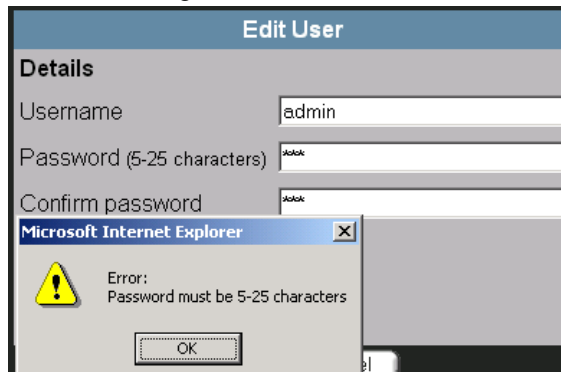 Edit User
Details
Username admin
Password (5-25 characters) ****
Confirm password ****
Microsoft Internet Explorer
Error:
Password must be 5-25 characters
OK